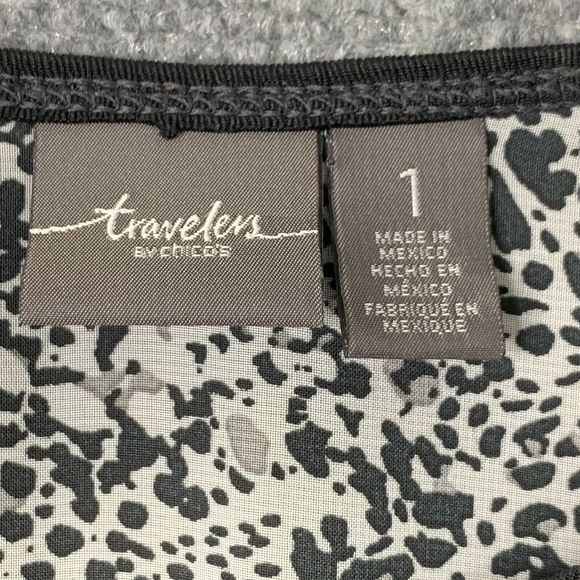 travelers
BY CHICO'S
1
MADE IN
MEXICO
HECHO EN
MÉXICO
FABRIQUÉ EN
MEXIQUE